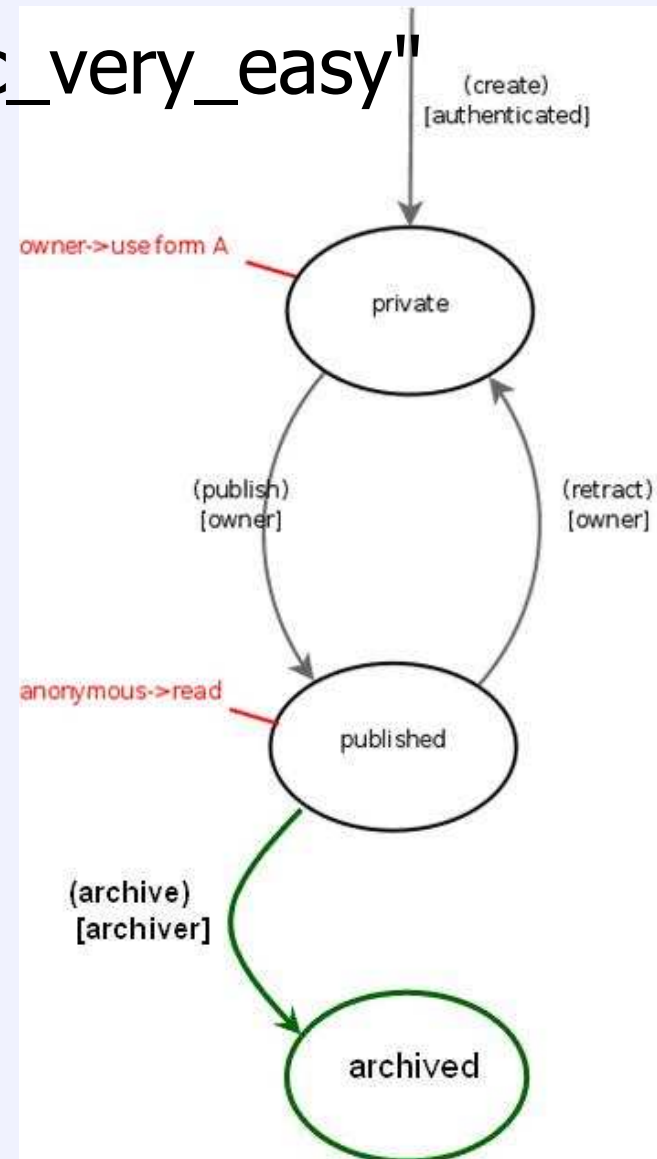 c_very_easy"
(create)
[authenticated]
owner->use form A
private
(publish)
[owner]
(retract)
[owner]
anonymous->read
published
(archive)
[archiver]
archived